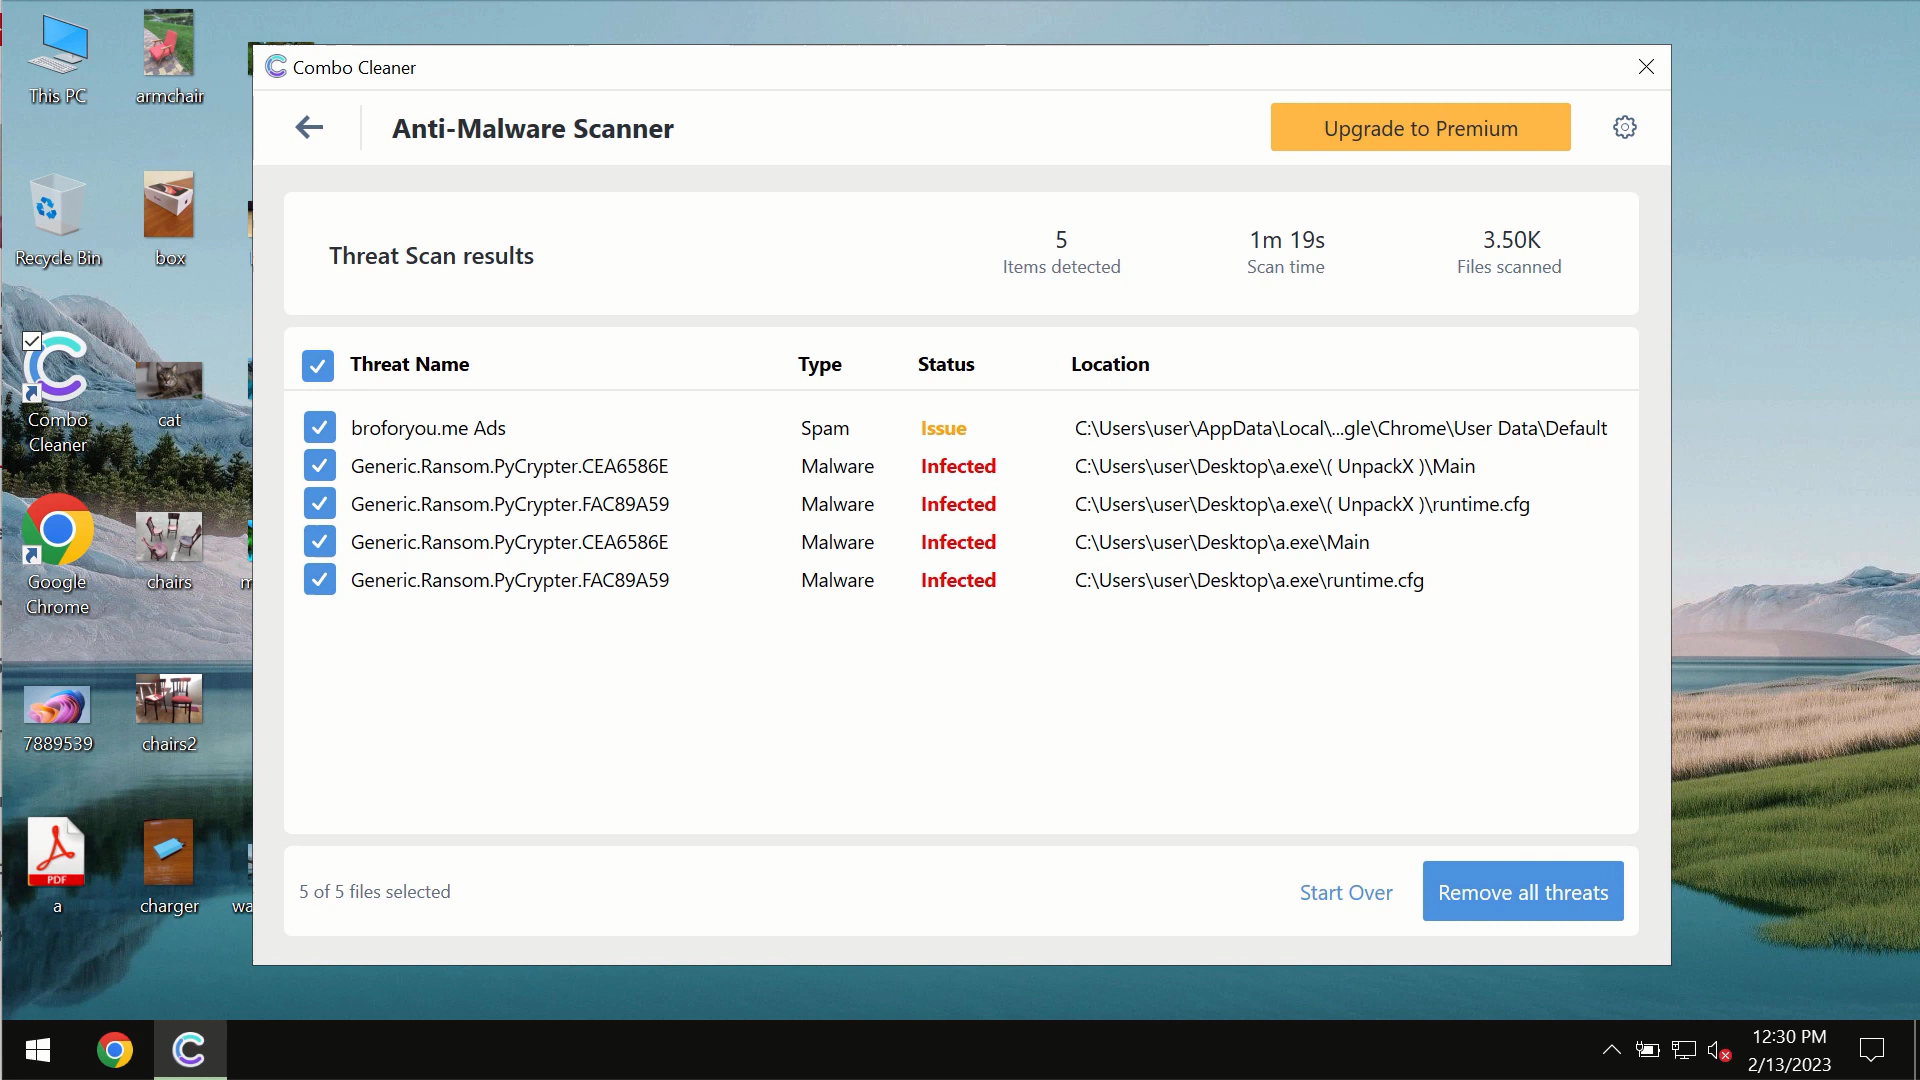 This PC
armchair
Recycle Bin
box
Combo
Cleaner
cat
Google
Chrome
chairs
7889539
chairs2
PDF
a
charger
wa
Combo Cleaner
Anti-Malware Scanner
Upgrade to Premium
Threat Scan results
5
Items detected
1m 19s
Scan time
3.50K
Files scanned
Threat Name Type Status Location
broforyou.me Ads Spam Issue C:\Users\user\AppData\Local\...gle\Chrome\User Data\Default
Generic.Ransom.PyCrypter.CEA6586E Malware Infected C:\Users\user\Desktop\a.exe\( UnpackX )\Main
Generic.Ransom.PyCrypter.FAC89A59 Malware Infected C:\Users\user\Desktop\a.exe\( UnpackX )\runtime.cfg
Generic.Ransom.PyCrypter.CEA6586E Malware Infected C:\Users\user\Desktop\a.exe\Main
Generic.Ransom.PyCrypter.FAC89A59 Malware Infected C:\Users\user\Desktop\a.exe\runtime.cfg
5 of 5 files selected
Start Over
Remove all threats
12:30 PM
2/13/2023